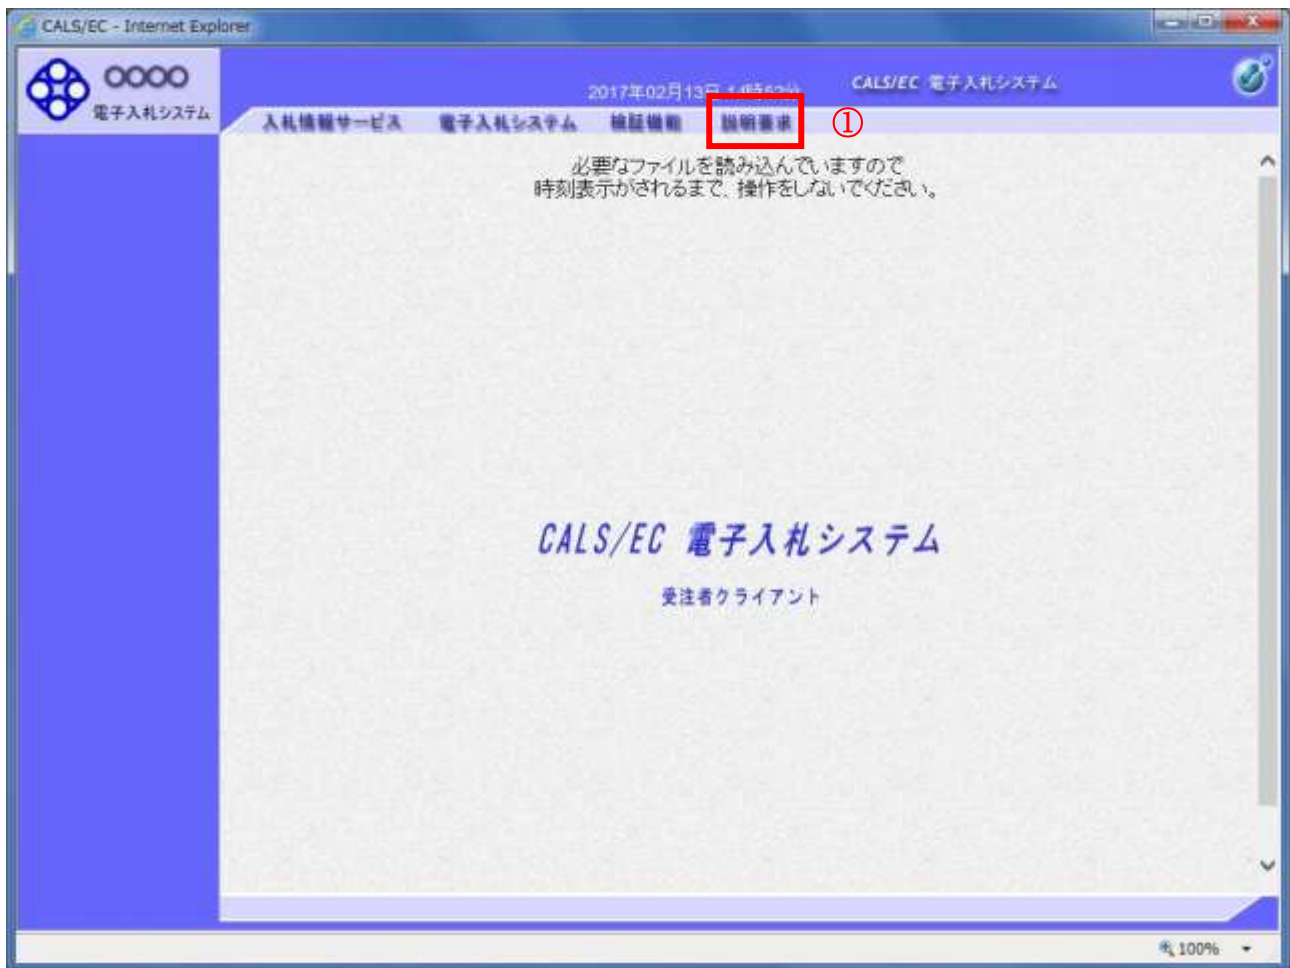 CALS/EC - Internet Explorer
○○○○
電子入札システム
2017年02月13日
CALS/EC 電子入札システム
入札情報サービス 電子入札システム 検証機能 説明要求 ①
必要なファイルを読み込んでいますので
時刻表示がされるまで、操作をしないでください。
CALS/EC 電子入札システム
受注者クライアント
100%